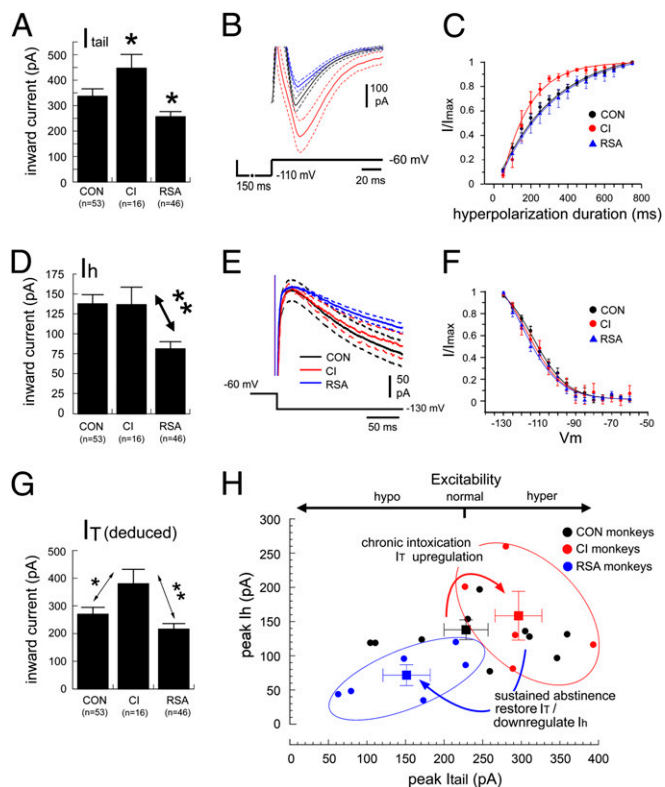 A
I tail
inward current (pA)
500
400
300
200
100
0
*
*
CON
CI
RSA
(n=53)
(n=16)
(n=46)
B
100
pA
-60 mV
150 ms
-110 mV
20 ms
C
I/Imax
1
0.8
0.6
0.4
0.2
0
CON
CI
RSA
0
200
400
600
800
hyperpolarization duration (ms)
D
Ih
inward current (pA)
175
150
125
100
75
50
25
0
**
CON
CI
RSA
(n=53)
(n=16)
(n=46)
E
CON
CI
RSA
50
pA
-60 mV
-130 mV
50 ms
F
I/Imax
1
0.8
0.6
0.4
0.2
0
CON
CI
RSA
-130
-110
-90
-70
-50
Vm
G
IT (deduced)
inward current (pA)
500
400
300
200
100
0
*
**
CON
CI
RSA
(n=53)
(n=16)
(n=46)
H
Excitability
hypo
normal
hyper
CON monkeys
CI monkeys
RSA monkeys
chronic intoxication
IT upregulation
peak Ih (pA)
300
250
200
150
100
50
0
sustained abstinence
restore IT /
downregulate Ih
0
50
100
150
200
250
300
350
400
peak Itail (pA)